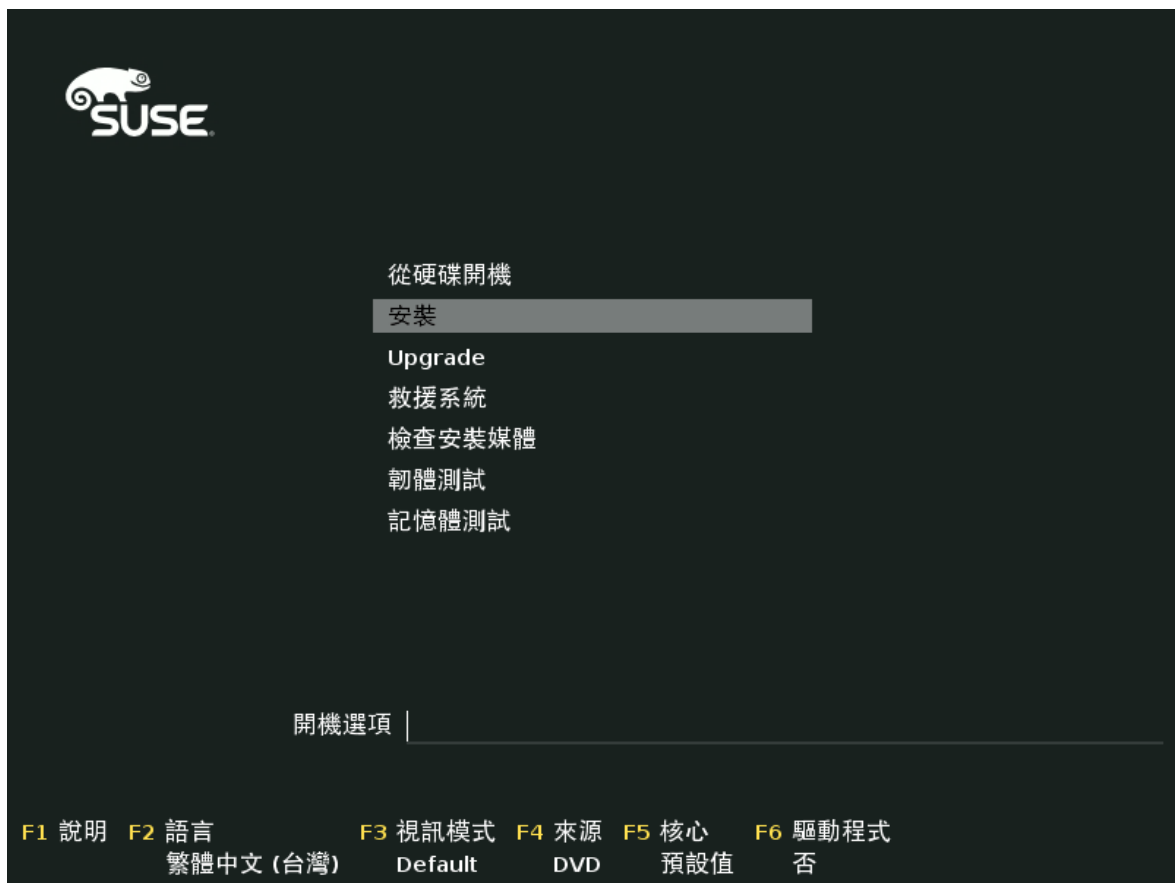 SUSE
從硬碟開機
安裝
Upgrade
救援系統
檢查安裝媒體
韌體測試
記憶體測試
開機選項
F1 說明 F2 語言 F3 視訊模式 F4 來源 F5 核心 F6 驅動程式
繁體中文 (台灣) Default DVD 預設值 否